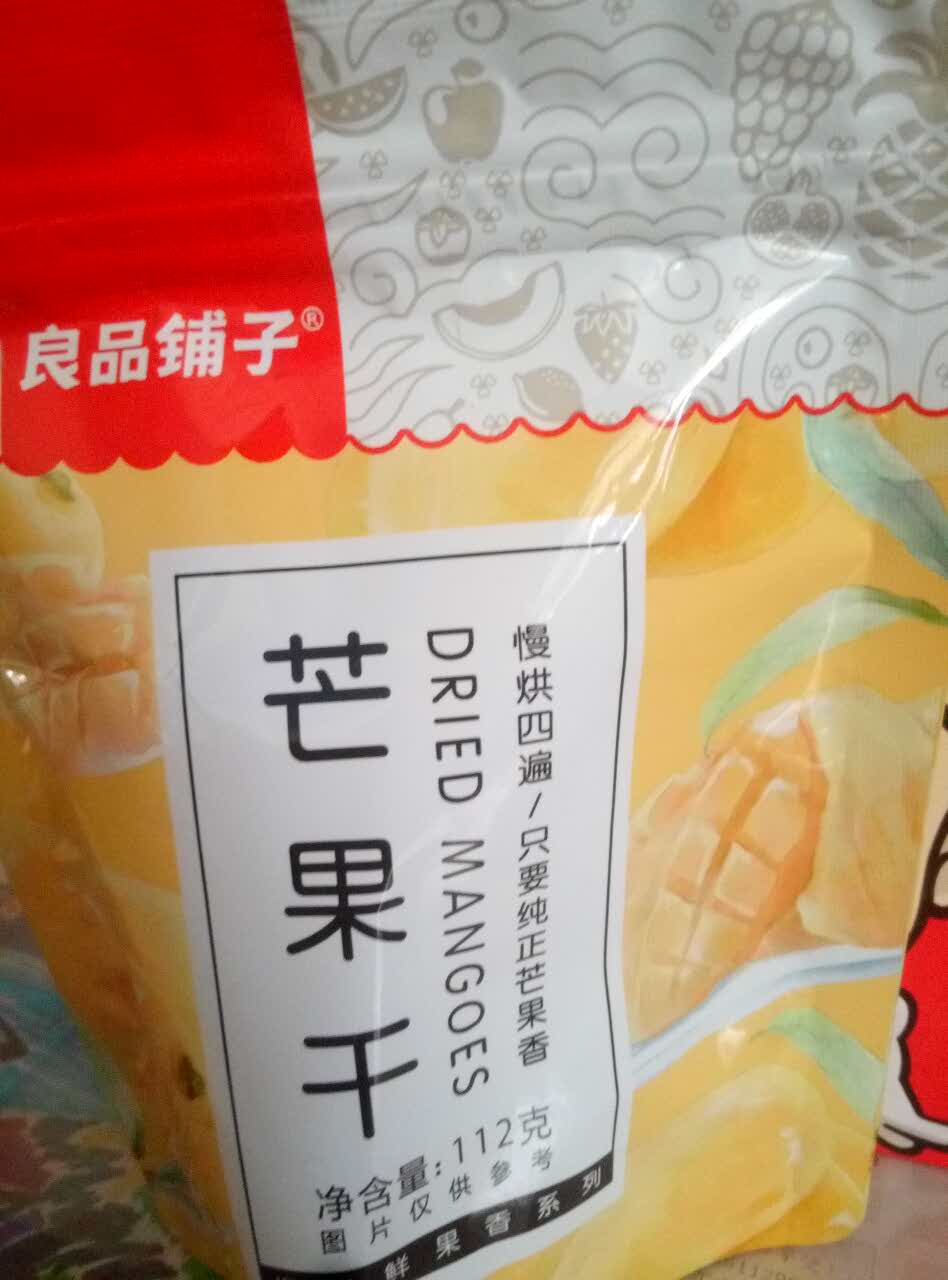 良品铺子®
慢烘四遍/只要纯正芒果香
DRIED MANGOES
芒果干
净含量:112克
图片仅供参考
鲜果香系列